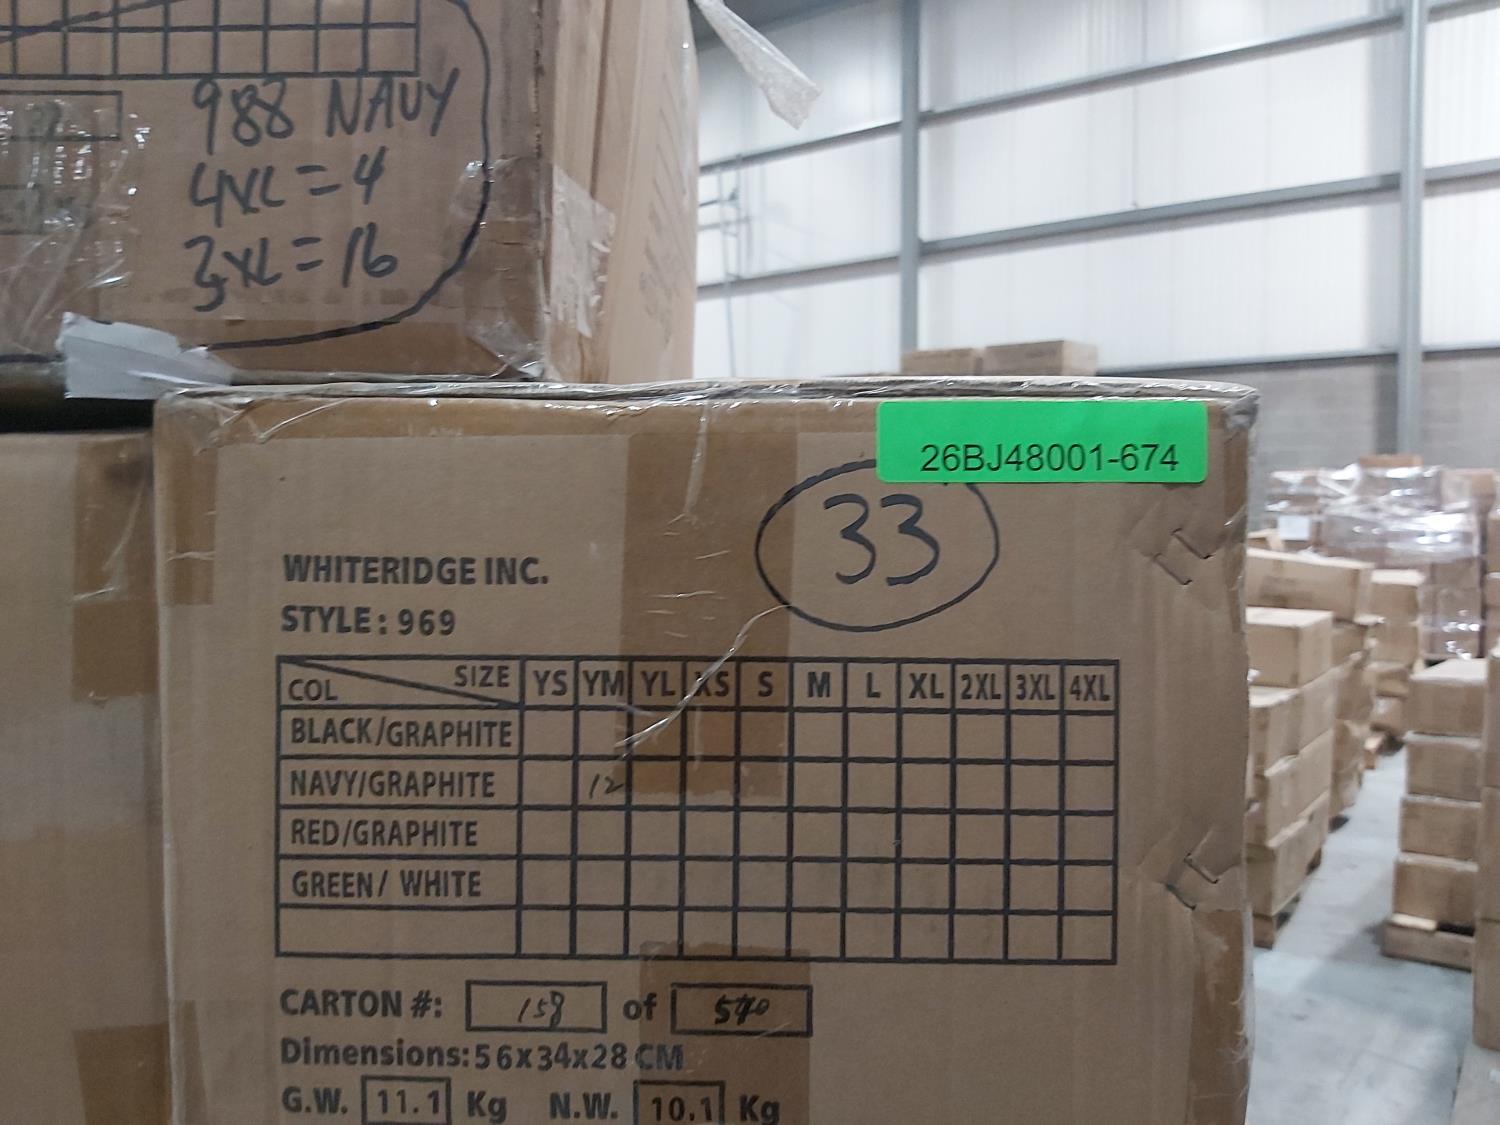 988 NAVY
4XL = 4
3XL = 16
26BJ48001-674
33
WHITERIDGE INC.
STYLE: 969
COL SIZE YS YM YL XS S M L XL 2XL 3XL 4XL
BLACK/GRAPHITE
NAVY/GRAPHITE 12
RED/GRAPHITE
GREEN/ WHITE
CARTON #: 158 of 540
Dimensions: 56x34x28 CM
G.W. 11.1 Kg N.W. 10.1 Kg